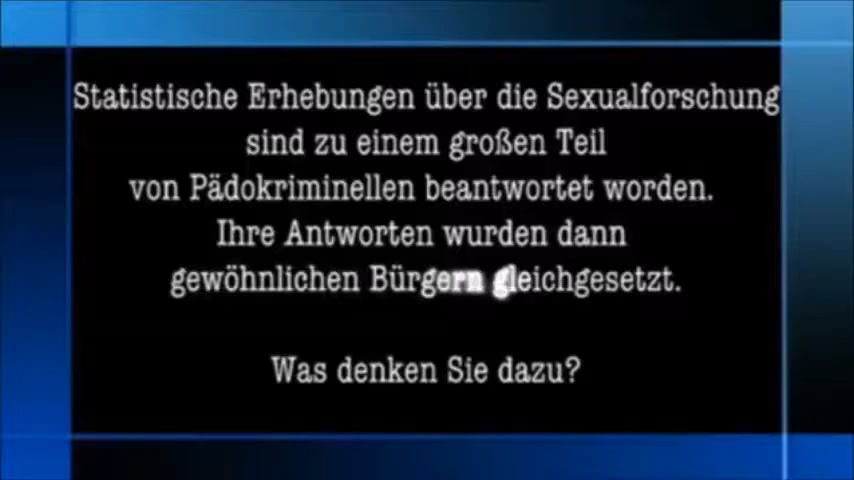 Statistische Erhebungen über die Sexualforschung
sind zu einem großen Teil
von Pädokriminellen beantwortet worden.
Ihre Antworten wurden dann
gewöhnlichen Bürgern gleichgesetzt.
Was denken Sie dazu?